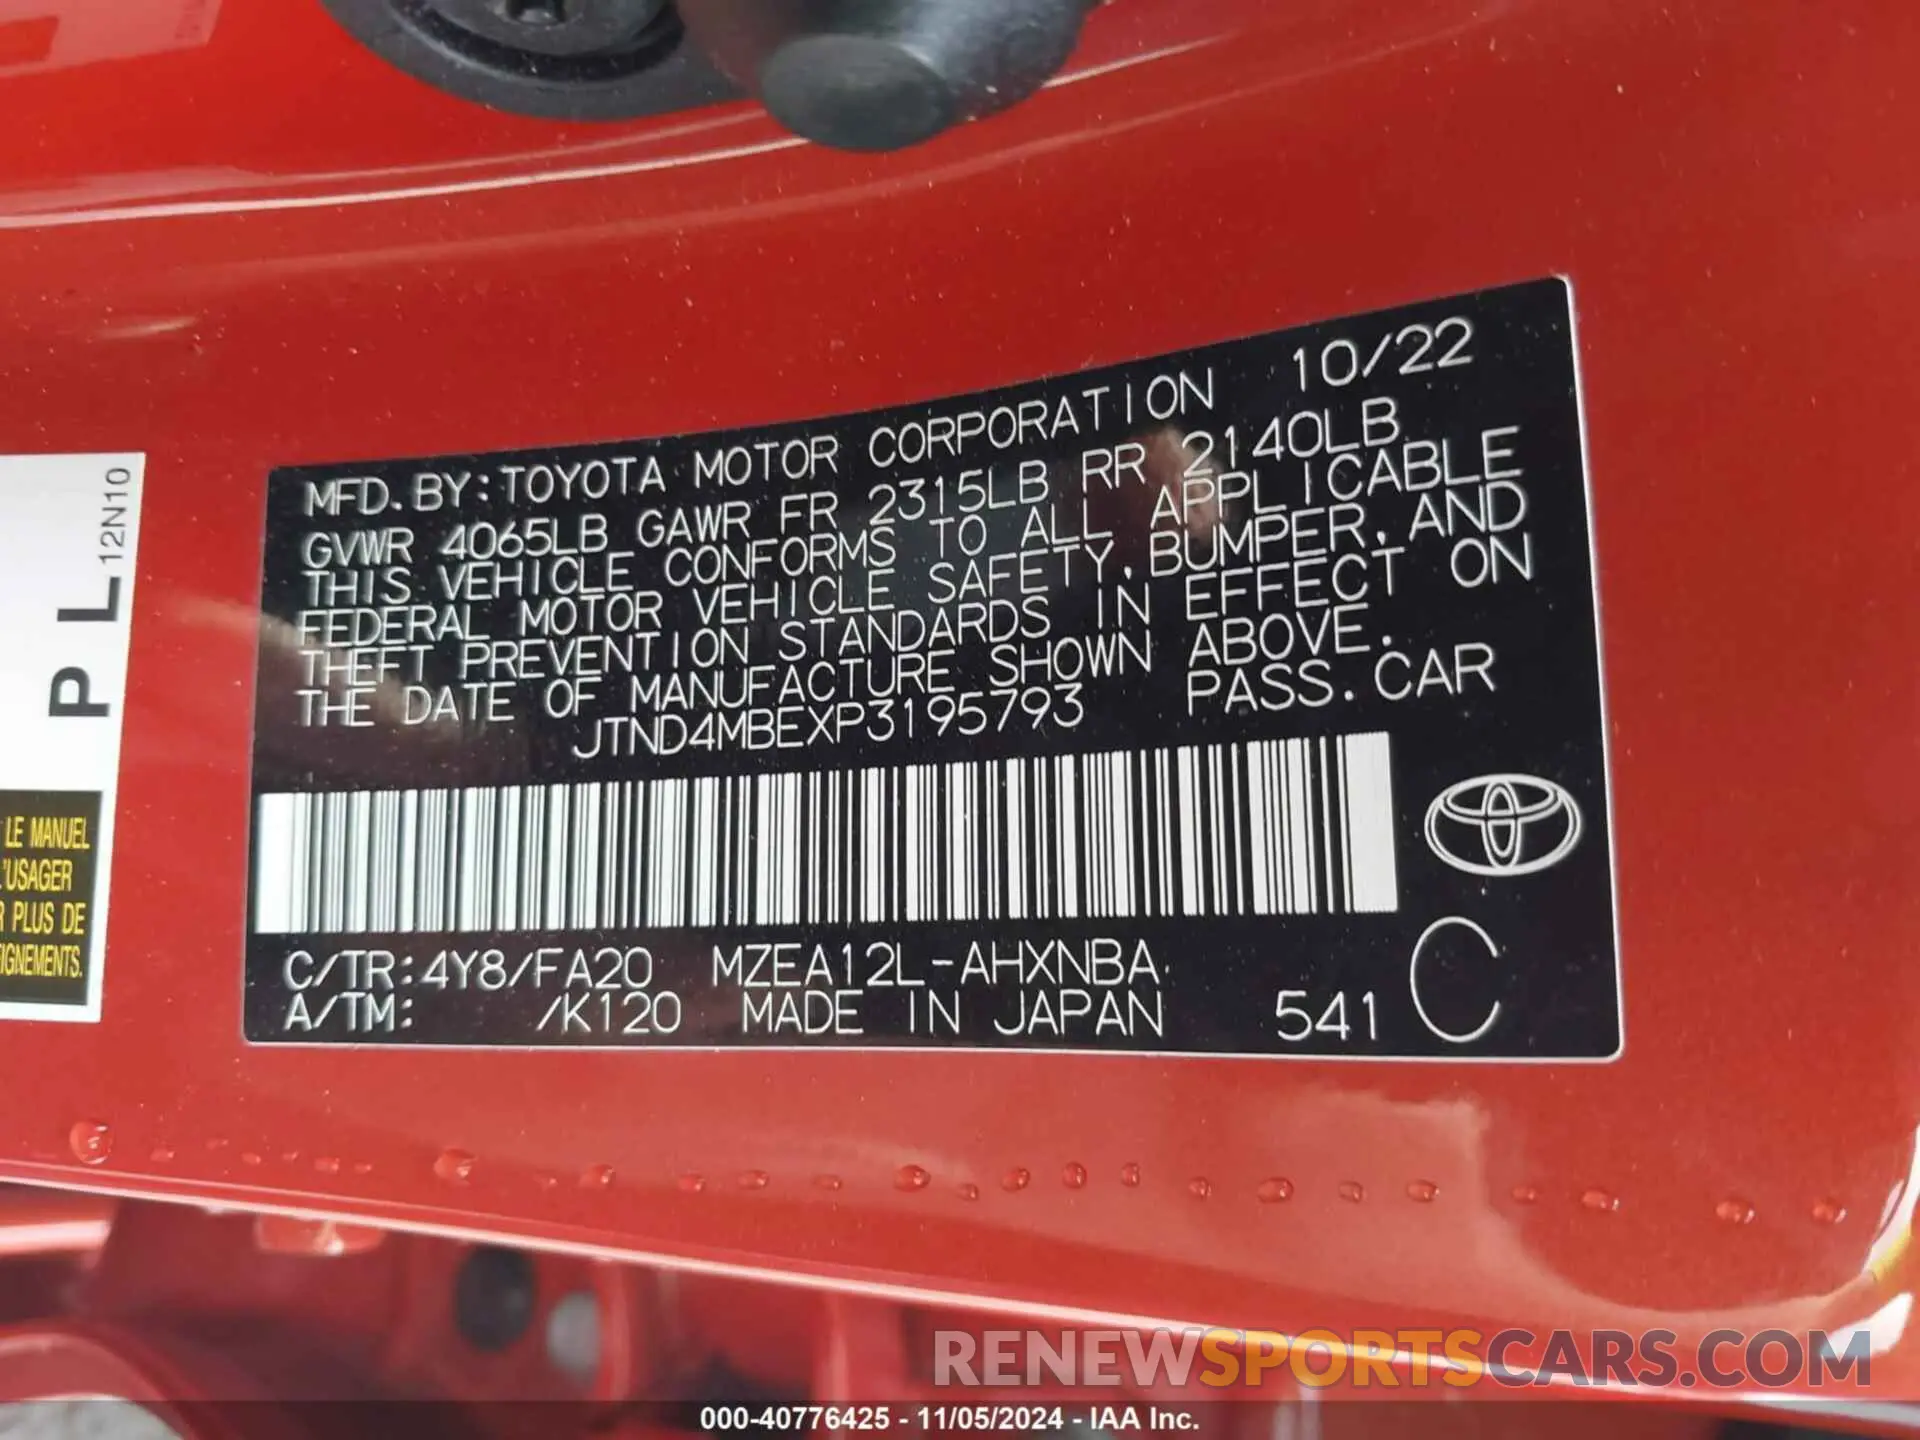 MFD. BY: TOYOTA MOTOR CORPORATION 10/22
GVWR 4065LB GAWR FR 2315LB RR 2140LB
THIS VEHICLE CONFORMS TO ALL APPLICABLE
FEDERAL MOTOR VEHICLE SAFETY, BUMPER, AND
THEFT PREVENTION STANDARDS IN EFFECT ON
THE DATE OF MANUFACTURE SHOWN ABOVE.
JTND4MBEXP3195793 PASS. CAR
C/TR: 4Y8/FA20 MZEA12L-AHXNBA
A/TM: /K120 MADE IN JAPAN 541 C
PL 12N10
LE MANUEL
L'USAGER
R PLUS DE
IGNEMENTS.
RENEWSPORTSCARS.COM
000-40776425 - 11/05/2024 - IAA Inc.